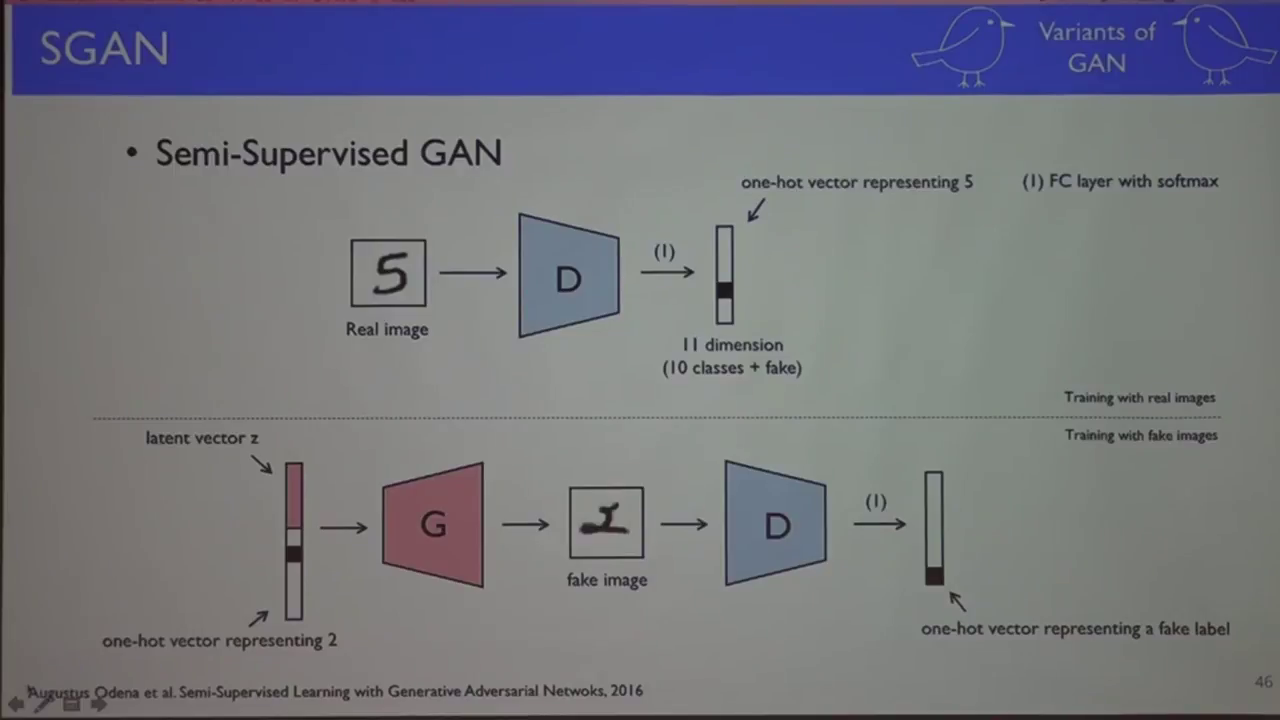 SGAN
Variants of
GAN
• Semi-Supervised GAN
one-hot vector representing 5
(1) FC layer with softmax
5
D
(1)
Real image
11 dimension
(10 classes + fake)
Training with real images
Training with fake images
latent vector z
G
2
D
(1)
fake image
one-hot vector representing 2
one-hot vector representing a fake label
Augustus Odena et al. Semi-Supervised Learning with Generative Adversarial Netwoks, 2016
46